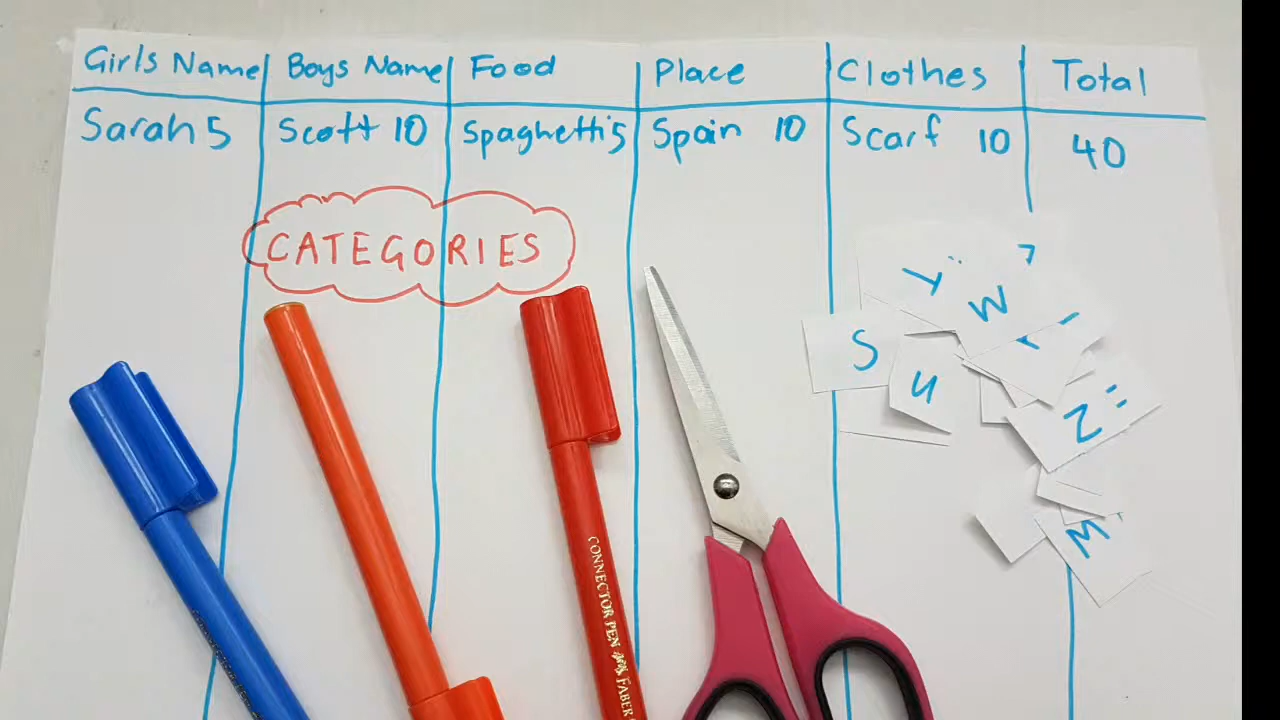 Girls Name Boys Name Food Place Clothes Total
Sarah 5 Scott 10 Spaghetti 5 Spain 10 Scarf 10 40
CATEGORIES
Y W
S
U
Z
M
CONNECTOR PEN FABER